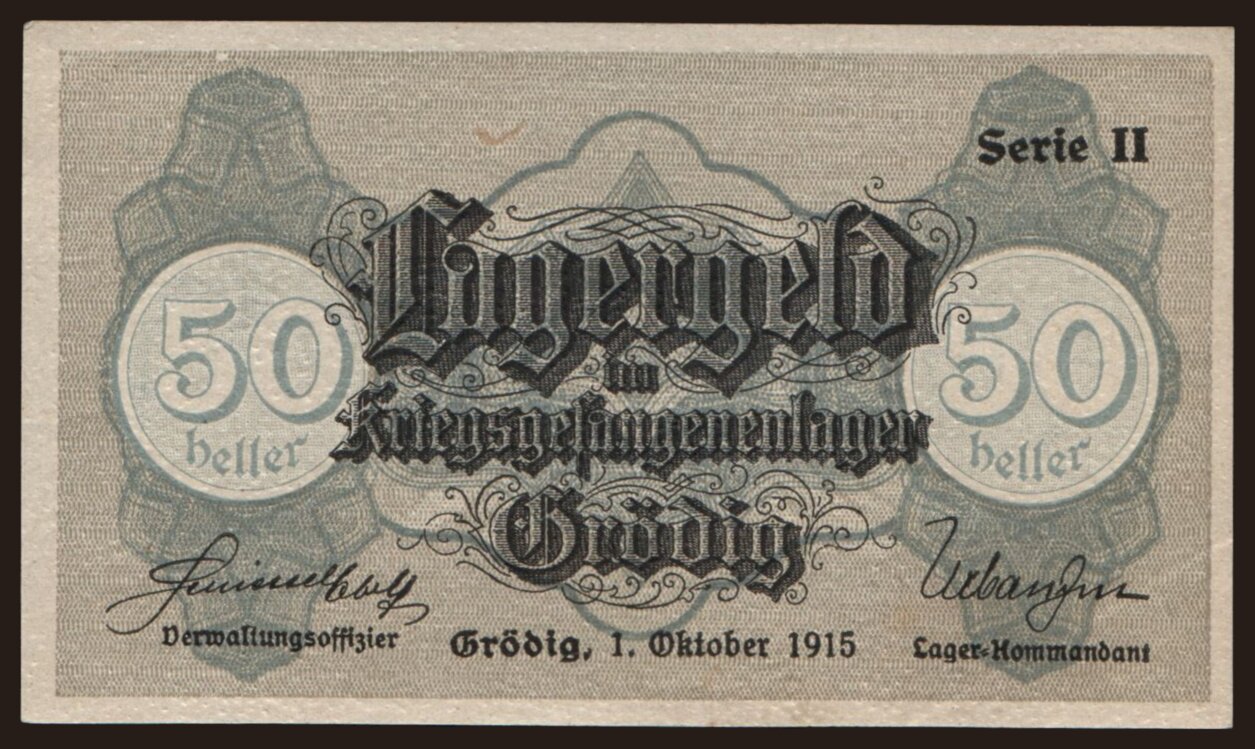 Serie II
Lagergeld
im
Kriegsgefangenenlager
Grödig
50
heller
50
heller
Verwaltungsoffizier
Grödig, 1. Oktober 1915
Lager-Kommandant